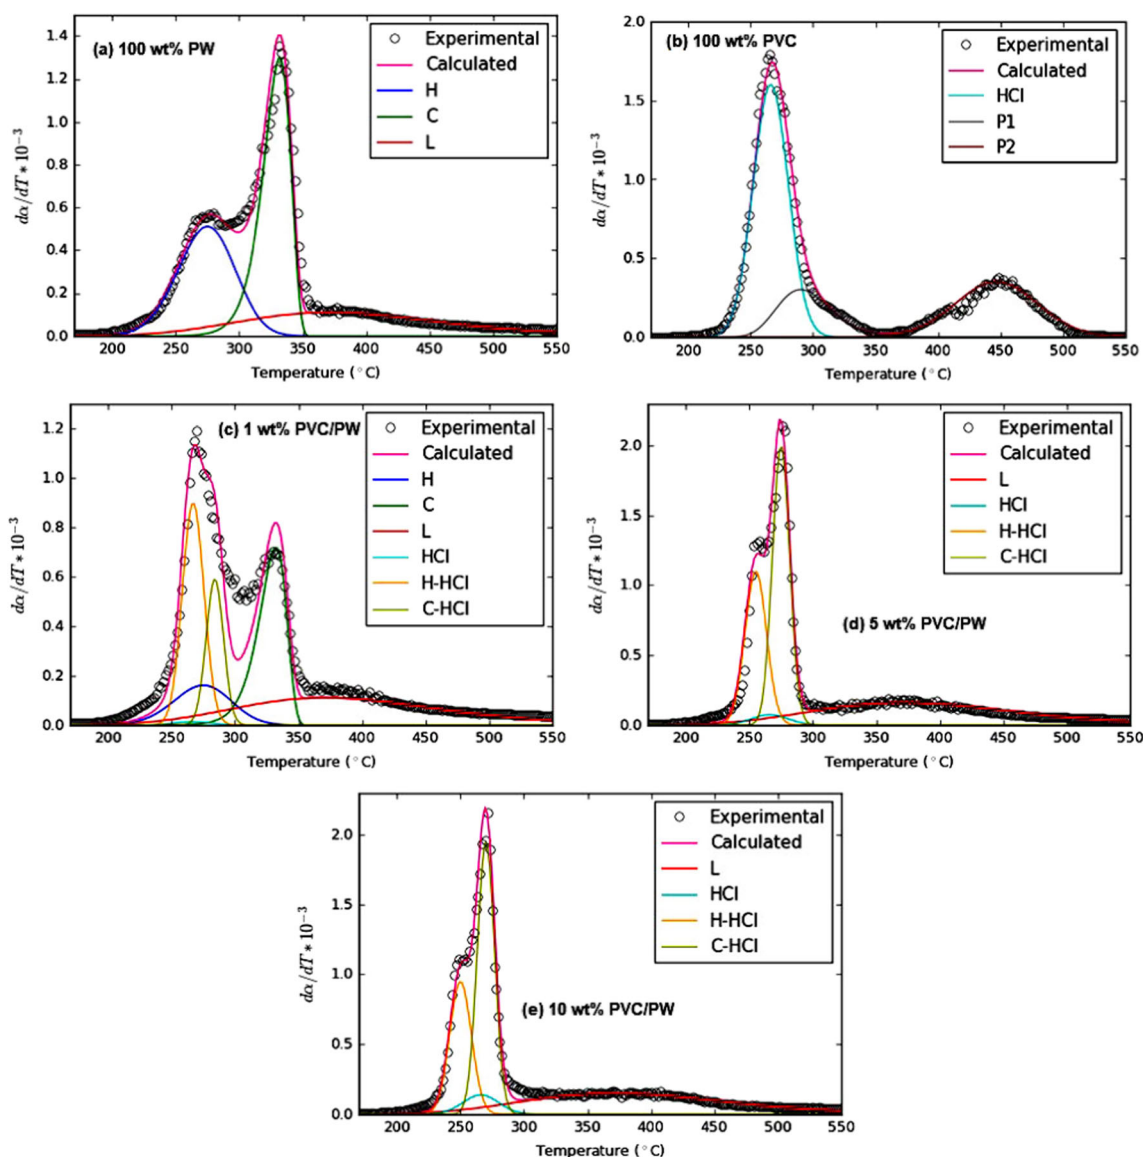 (a) 100 wt% PW
Experimental
Calculated
H
C
L
1.4
1.2
1.0
0.8
0.6
0.4
0.2
0.0
dα/dT * 10⁻³
200 250 300 350 400 450 500 550
Temperature (°C)
(b) 100 wt% PVC
Experimental
Calculated
HCl
P1
P2
2.0
1.5
1.0
0.5
0.0
dα/dT * 10⁻³
200 250 300 350 400 450 500 550
Temperature (°C)
(c) 1 wt% PVC/PW
Experimental
Calculated
H
C
L
HCl
H-HCl
C-HCl
1.2
1.0
0.8
0.6
0.4
0.2
0.0
dα/dT * 10⁻³
200 250 300 350 400 450 500 550
Temperature (°C)
Experimental
Calculated
L
HCl
H-HCl
C-HCl
(d) 5 wt% PVC/PW
2.0
1.5
1.0
0.5
0.0
dα/dT * 10⁻³
200 250 300 350 400 450 500 550
Temperature (°C)
Experimental
Calculated
L
HCl
H-HCl
C-HCl
(e) 10 wt% PVC/PW
2.0
1.5
1.0
0.5
0.0
dα/dT * 10⁻³
200 250 300 350 400 450 500 550
Temperature (°C)